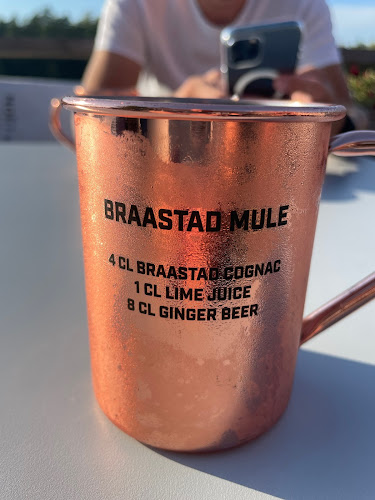 BRAASTAD MULE
4 CL BRAASTAD COGNAC
1 CL LIME JUICE
8 CL GINGER BEER